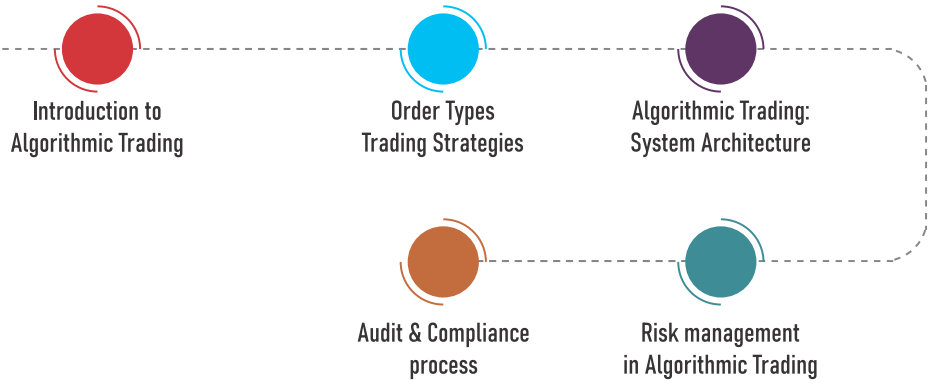 Introduction to
Algorithmic Trading
Order Types
Trading Strategies
Algorithmic Trading:
System Architecture
Audit & Compliance
process
Risk management
in Algorithmic Trading